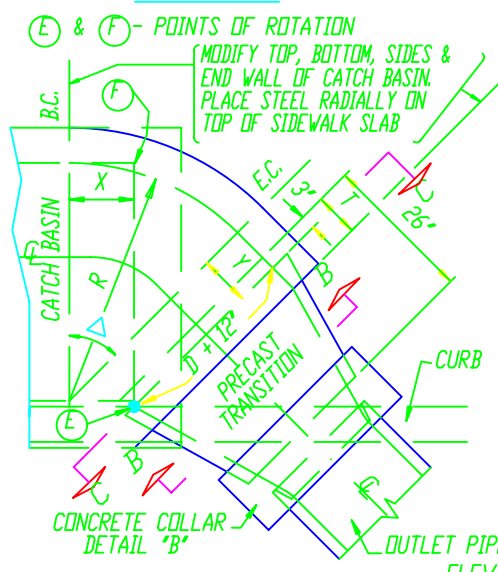 E & F - POINTS OF ROTATION
MODIFY TOP, BOTTOM, SIDES &
END WALL OF CATCH BASIN.
PLACE STEEL RADIALLY ON
TOP OF SIDEWALK SLAB
B.C.
F
E.C.
3"
T
C
26"
X
CATCH BASIN
R
Y
B
D + 12"
PRECAST
TRANSITION
CURB
E
B
C
CONCRETE COLLAR
DETAIL "B"
OUTLET PIPE